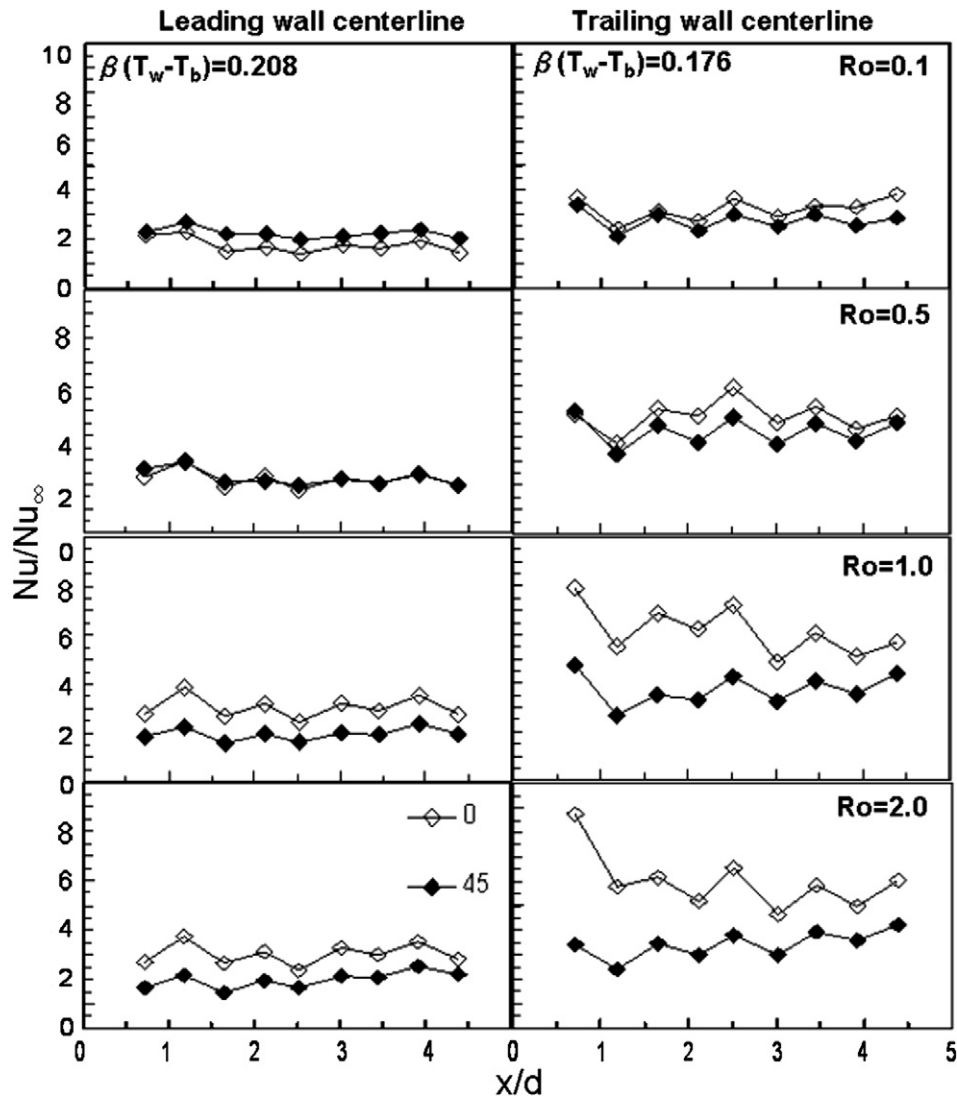 Leading wall centerline Trailing wall centerline
10 β(Tw-Tb)=0.208 β(Tw-Tb)=0.176 Ro=0.1
8
6
4
2
0
Ro=0.5
8
6
4
2
Nu/Nu∞
0
Ro=1.0
8
6
4
2
0
Ro=2.0
8
0
6
45
4
2
0
0 1 2 3 4 0 1 2 3 4 5
x/d